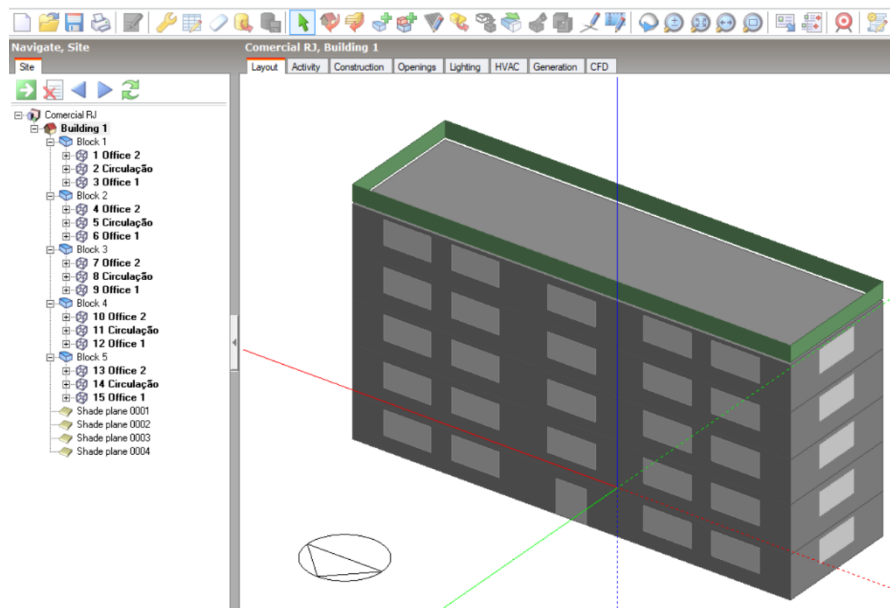 Navigate, Site
Comercial RJ, Building 1
Site
Layout Activity Construction Openings Lighting HVAC Generation CFD
Comercial RJ
Building 1
Block 1
1 Office 2
2 Circulação
3 Office 1
Block 2
4 Office 2
5 Circulação
6 Office 1
Block 3
7 Office 2
8 Circulação
9 Office 1
Block 4
10 Office 2
11 Circulação
12 Office 1
Block 5
13 Office 2
14 Circulação
15 Office 1
Shade plane 0001
Shade plane 0002
Shade plane 0003
Shade plane 0004